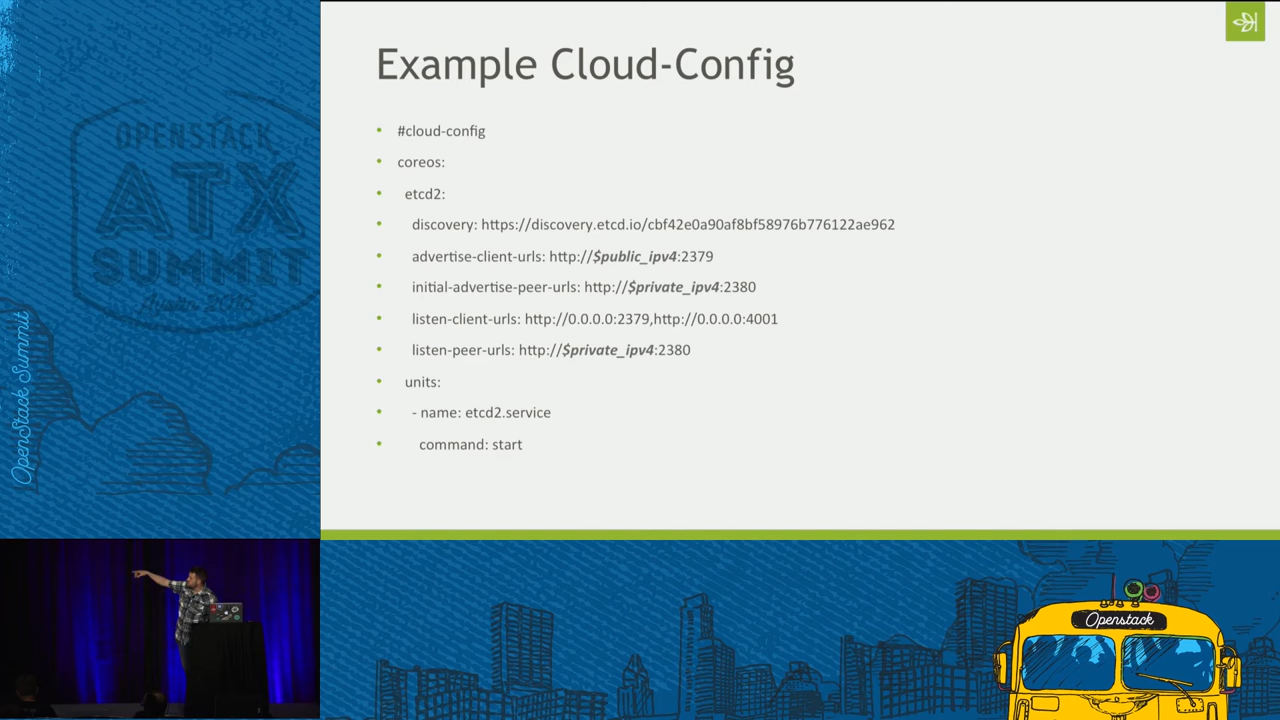 OPENSTACK
ATX
SUMMIT
Austin 2016
OpenStack Summit
Example Cloud-Config
• #cloud-config
• coreos:
• etcd2:
• discovery: https://discovery.etcd.io/cbf42e0a90af8bf58976b776122ae962
• advertise-client-urls: http://$public_ipv4:2379
• initial-advertise-peer-urls: http://$private_ipv4:2380
• listen-client-urls: http://0.0.0.0:2379,http://0.0.0.0:4001
• listen-peer-urls: http://$private_ipv4:2380
• units:
• - name: etcd2.service
• command: start
Openstack